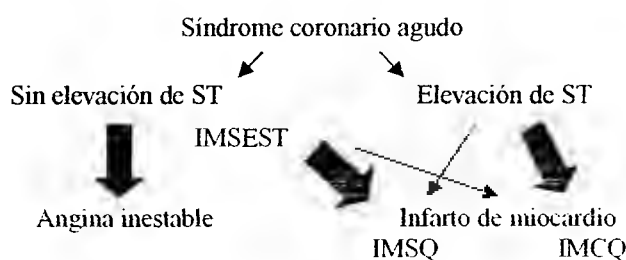 Síndrome coronario agudo
Sin elevación de ST
Elevación de ST
IMSEST
Angina inestable
Infarto de miocardio
IMSQ
IMCQ